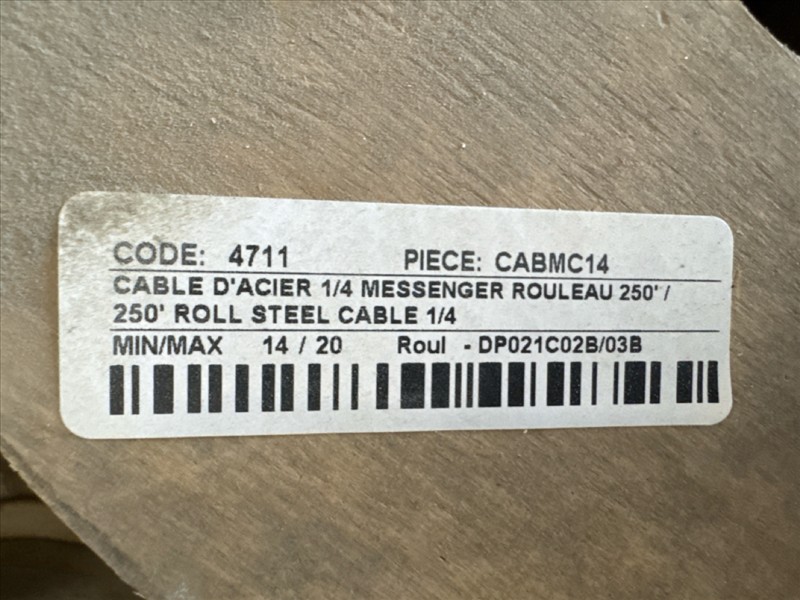 CODE: 4711 PIECE: CABMC14
CABLE D'ACIER 1/4 MESSENGER ROULEAU 250' /
250' ROLL STEEL CABLE 1/4
MIN/MAX 14 / 20 Roul - DP021C02B/03B